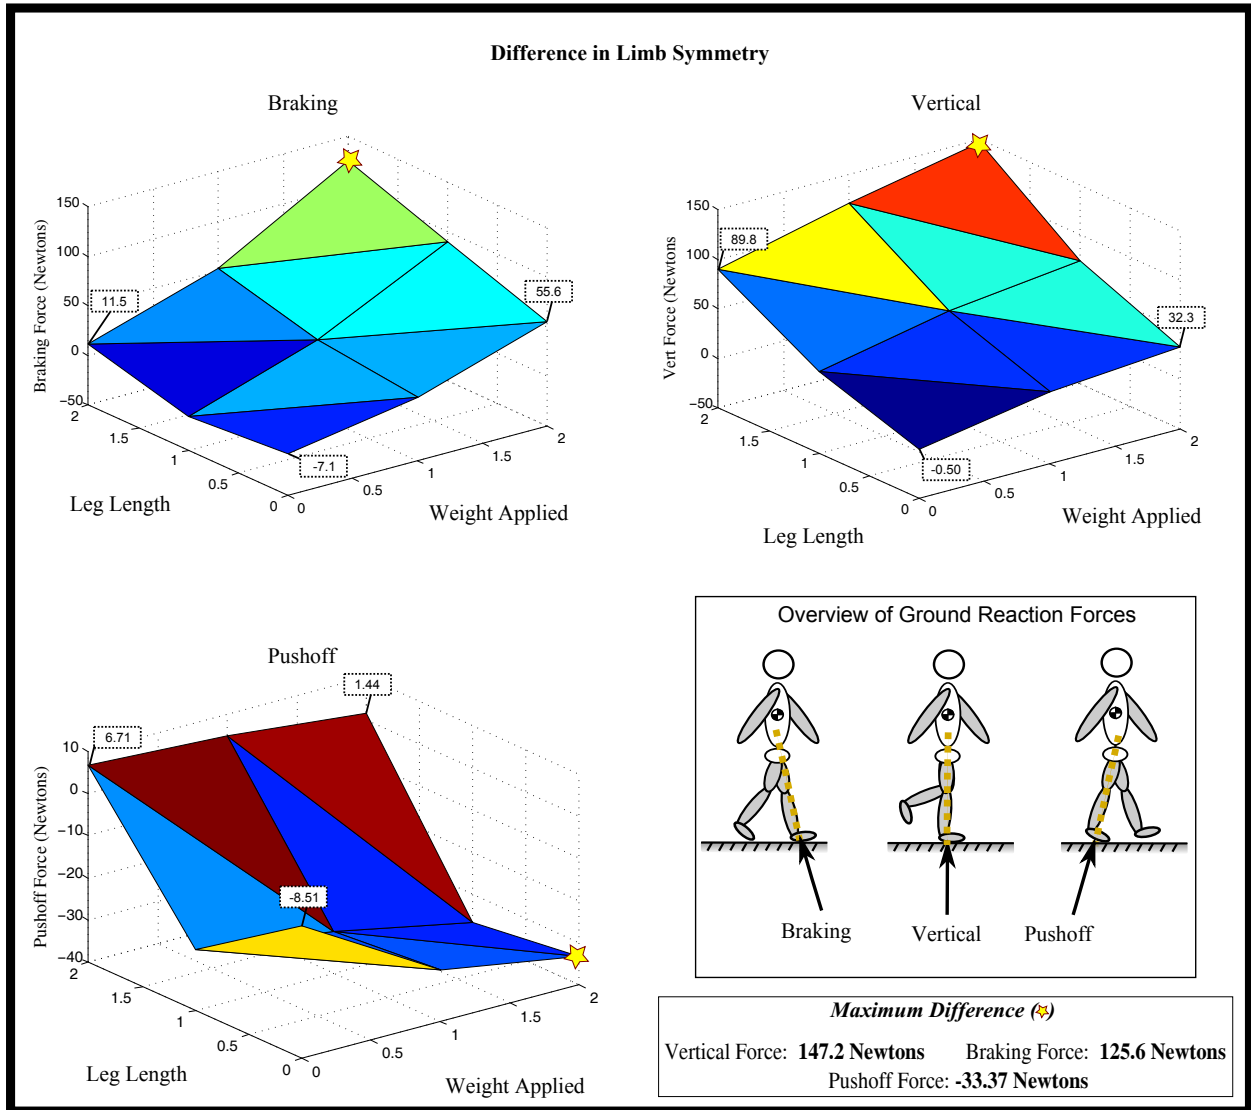 Difference in Limb Symmetry
Braking
150
100
50
0
−50
Braking Force (Newtons)
11.5
55.6
-7.1
2
1.5
1
0.5
0
0
0.5
1
1.5
2
Leg Length
Weight Applied
Vertical
150
100
50
0
−50
Vert Force (Newtons
89.8
32.3
-0.50
2
1.5
1
0.5
0
0
0.5
1
1.5
2
Leg Length
Weight Applied
Pushoff
10
0
−10
−20
−30
−40
Pushoff Force (Newtons)
6.71
1.44
-8.51
2
1.5
1
0.5
0
0
0.5
1
1.5
2
Leg Length
Weight Applied
Overview of Ground Reaction Forces
Braking
Vertical
Pushoff
Maximum Difference ( )
Vertical Force: 147.2 Newtons Braking Force: 125.6 Newtons
Pushoff Force: -33.37 Newtons